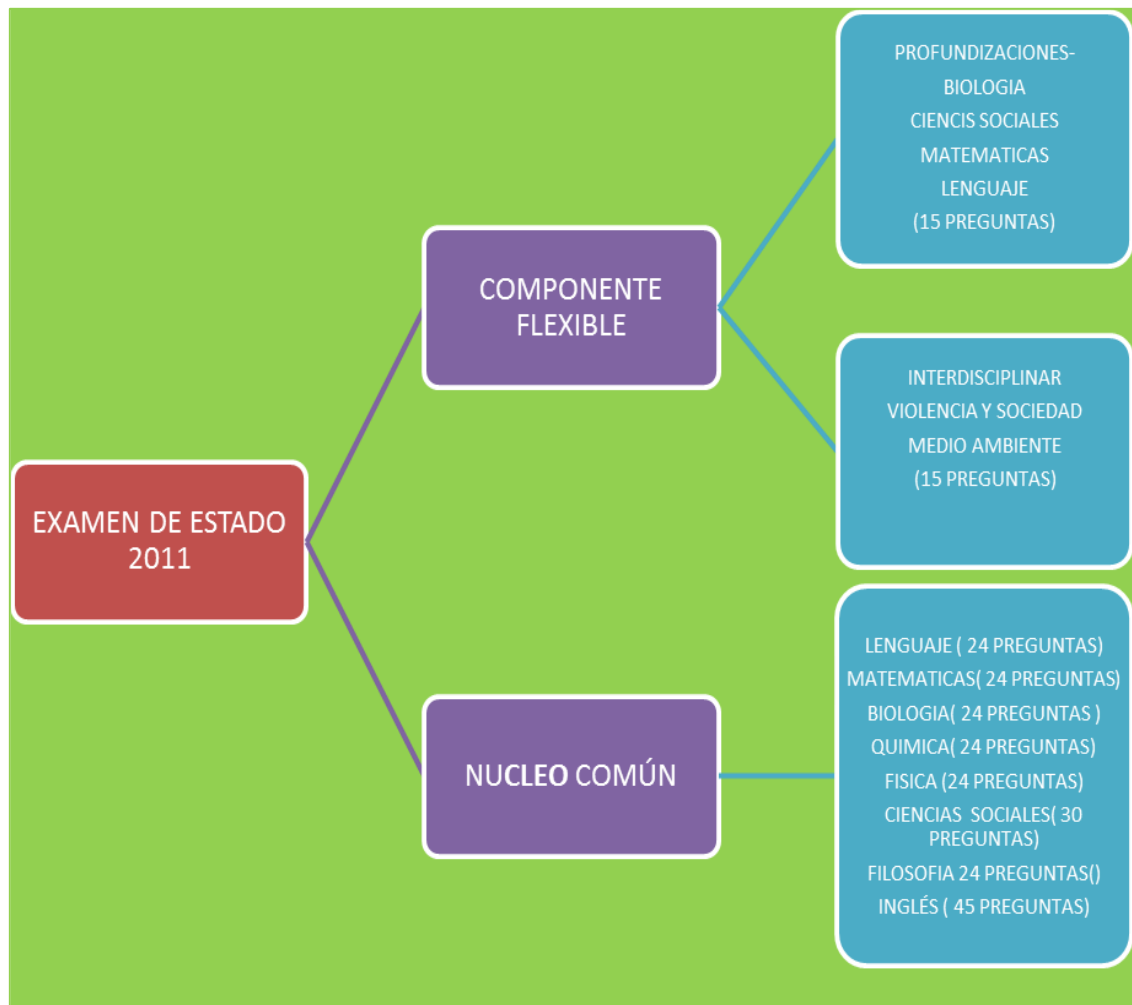 EXAMEN DE ESTADO
2011
COMPONENTE
FLEXIBLE
PROFUNDIZACIONES-
BIOLOGIA
CIENCIS SOCIALES
MATEMATICAS
LENGUAJE
(15 PREGUNTAS)
INTERDISCIPLINAR
VIOLENCIA Y SOCIEDAD
MEDIO AMBIENTE
(15 PREGUNTAS)
NUCLEO COMÚN
LENGUAJE ( 24 PREGUNTAS)
MATEMATICAS( 24 PREGUNTAS)
BIOLOGIA( 24 PREGUNTAS )
QUIMICA( 24 PREGUNTAS)
FISICA (24 PREGUNTAS)
CIENCIAS SOCIALES( 30
PREGUNTAS)
FILOSOFIA 24 PREGUNTAS()
INGLÉS ( 45 PREGUNTAS)